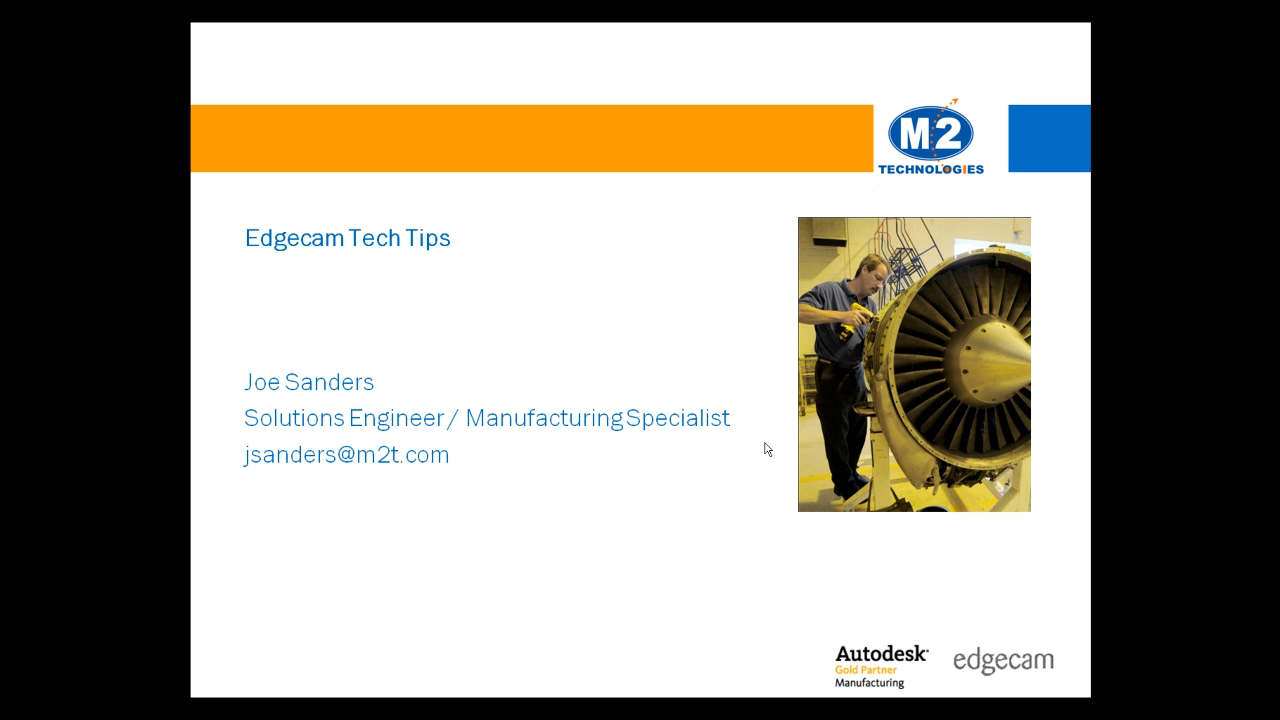 M2
TECHNOLOGIES
Edgecam Tech Tips
Joe Sanders
Solutions Engineer / Manufacturing Specialist
jsanders@m2t.com
Autodesk
Gold Partner
Manufacturing
edgecam